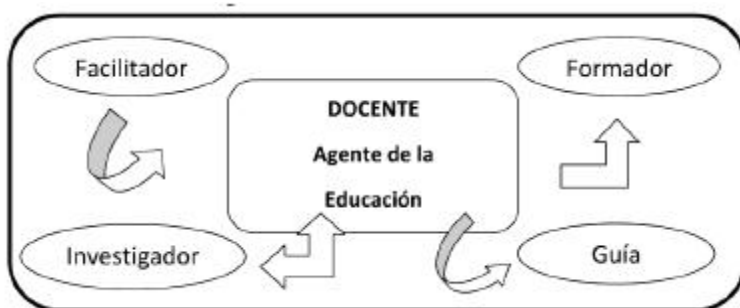 Facilitador
Formador
DOCENTE
Agente de la
Educación
Investigador
Guía